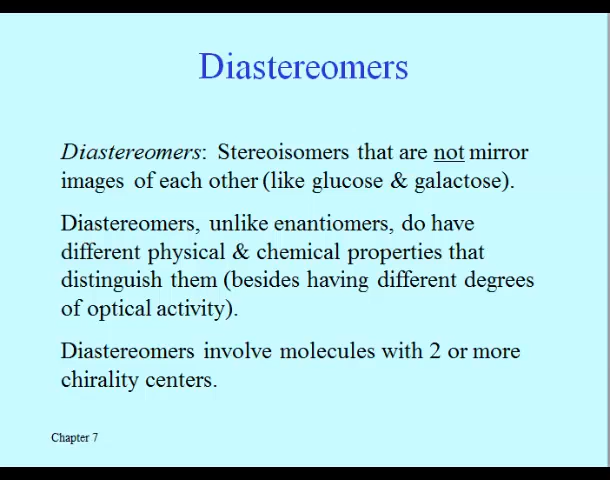 Diastereomers
Diastereomers: Stereoisomers that are not mirror
images of each other (like glucose & galactose).
Diastereomers, unlike enantiomers, do have
different physical & chemical properties that
distinguish them (besides having different degrees
of optical activity).
Diastereomers involve molecules with 2 or more
chirality centers.
Chapter 7